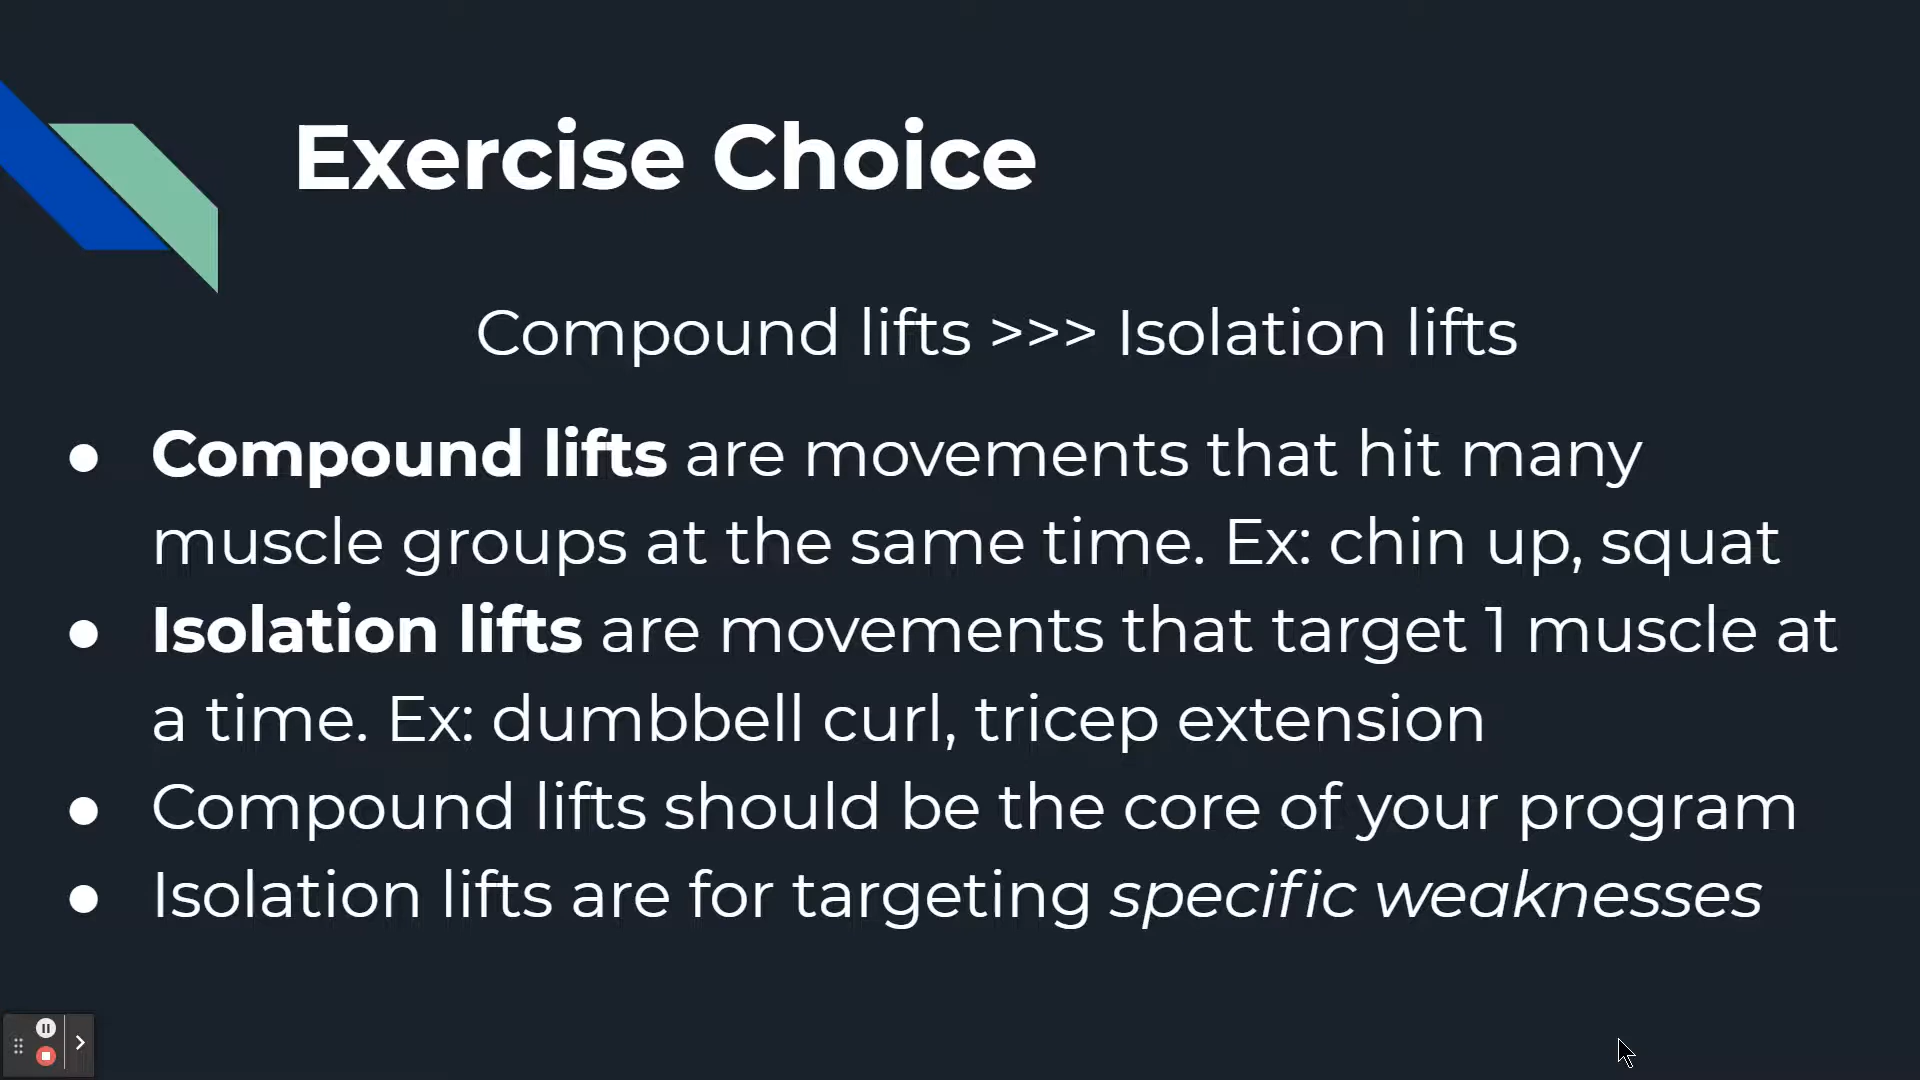 Exercise Choice
Compound lifts >>> Isolation lifts
● Compound lifts are movements that hit many
muscle groups at the same time. Ex: chin up, squat
● Isolation lifts are movements that target 1 muscle at
a time. Ex: dumbbell curl, tricep extension
● Compound lifts should be the core of your program
● Isolation lifts are for targeting specific weaknesses